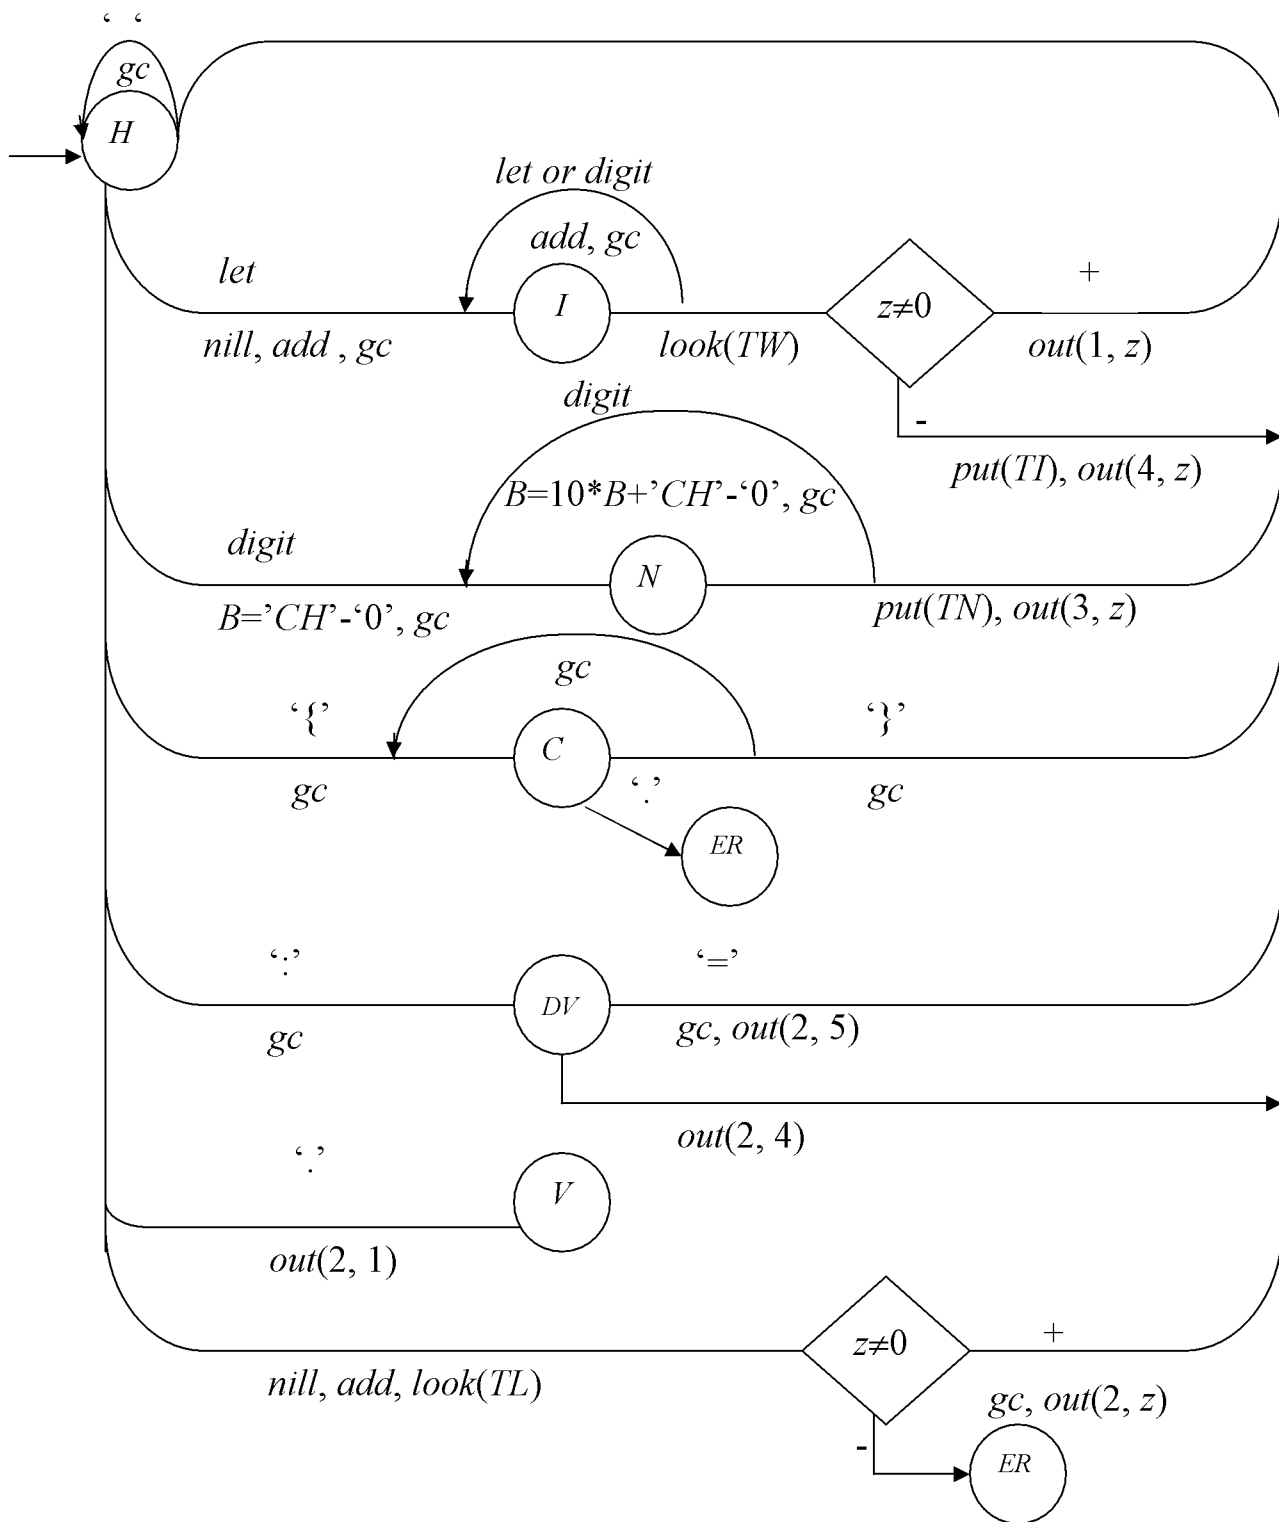 ‘ ‘
gc
H
let or digit
add, gc
let
I
z≠0
+
nill, add , gc
look(TW)
out(1, z)
-
digit
put(TI), out(4, z)
B=10*B+’CH’-‘0’, gc
digit
N
B=’CH’-‘0’, gc
put(TN), out(3, z)
gc
‘{’
‘}’
C
gc
‘.’
gc
ER
‘:’
‘=’
DV
gc
gc, out(2, 5)
out(2, 4)
‘.’
V
out(2, 1)
z≠0
+
nill, add, look(TL)
gc, out(2, z)
-
ER